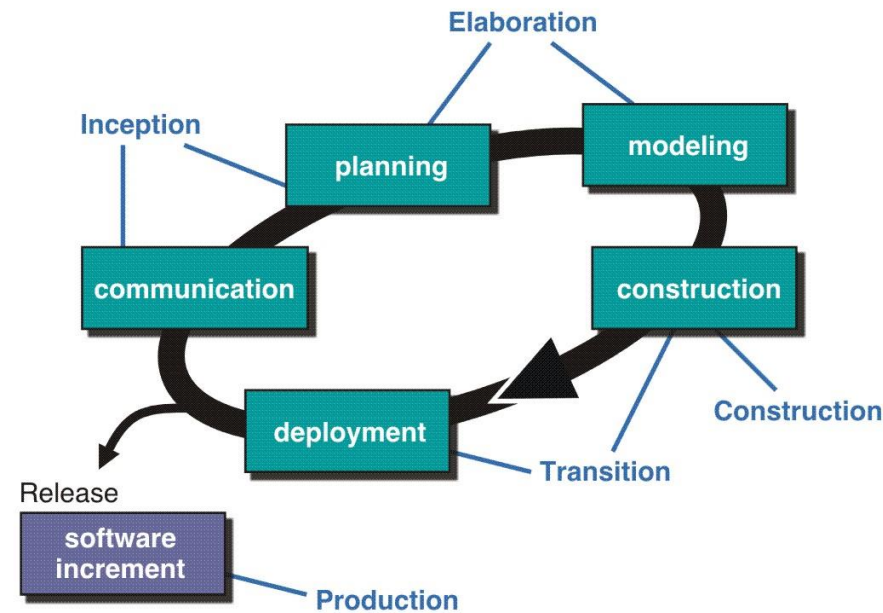 Elaboration
Inception
planning
modeling
communication
construction
deployment
Construction
Transition
Release
software
increment
Production